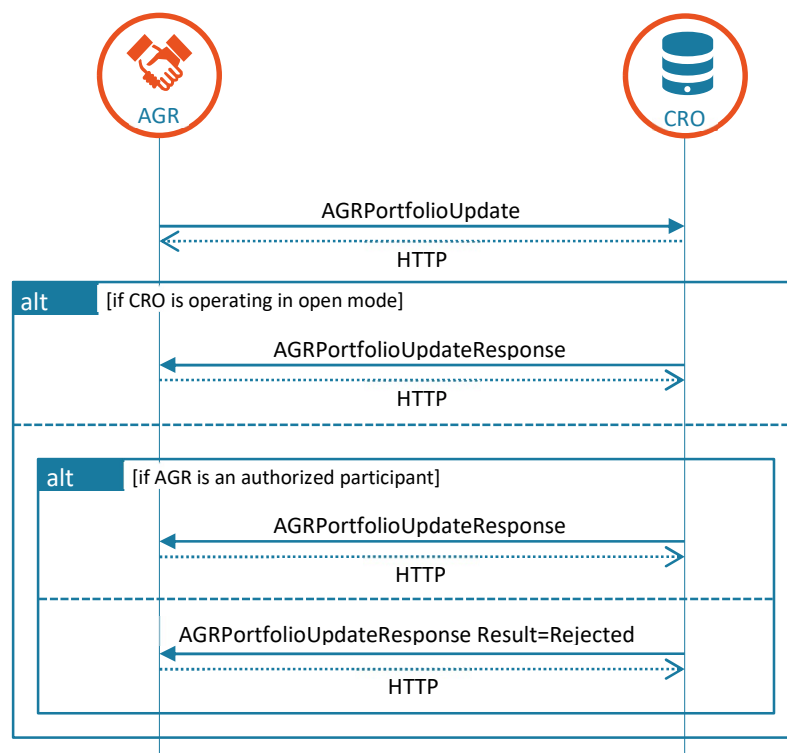 AGR
CRO
AGRPortfolioUpdate
HTTP
alt
[if CRO is operating in open mode]
AGRPortfolioUpdateResponse
HTTP
alt
[if AGR is an authorized participant]
AGRPortfolioUpdateResponse
HTTP
AGRPortfolioUpdateResponse Result=Rejected
HTTP